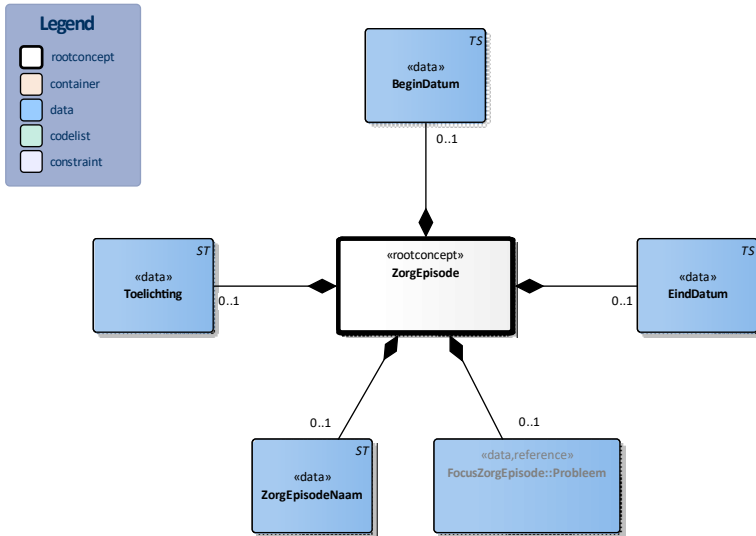 Legend
rootconcept
container
data
codelist
constraint
TS
«data»
BeginDatum
0..1
ST
«data»
Toelichting
0..1
«rootconcept»
ZorgEpisode
TS
«data»
EindDatum
0..1
0..1
0..1
ST
«data»
ZorgEpisodeNaam
«data,reference»
FocusZorgEpisode::Probleem